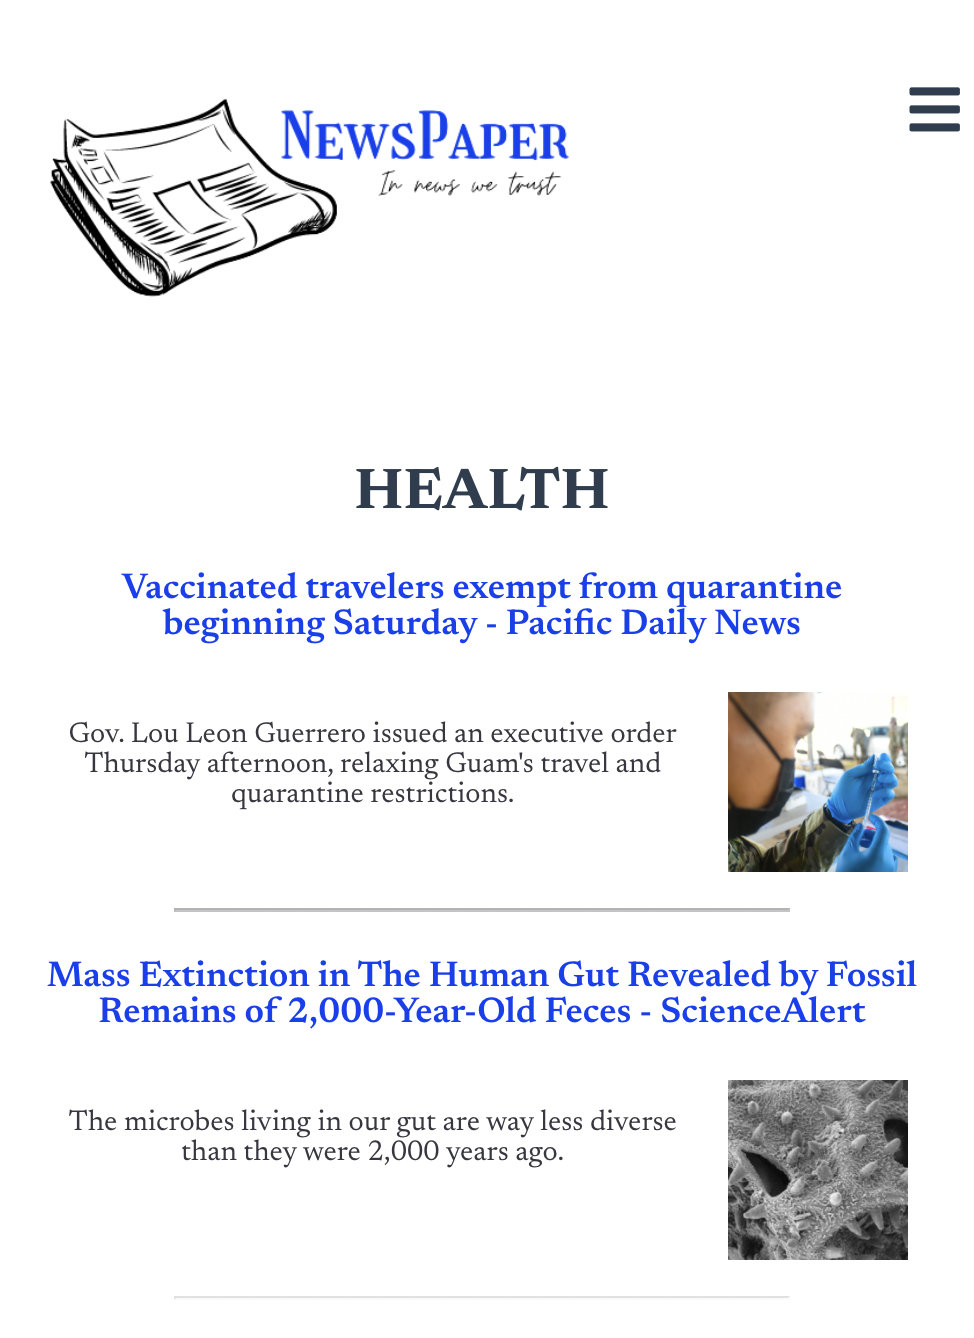 NewsPaper
In news we trust
HEALTH
Vaccinated travelers exempt from quarantine
beginning Saturday - Pacific Daily News
Gov. Lou Leon Guerrero issued an executive order
Thursday afternoon, relaxing Guam's travel and
quarantine restrictions.
Mass Extinction in The Human Gut Revealed by Fossil
Remains of 2,000-Year-Old Feces - ScienceAlert
The microbes living in our gut are way less diverse
than they were 2,000 years ago.